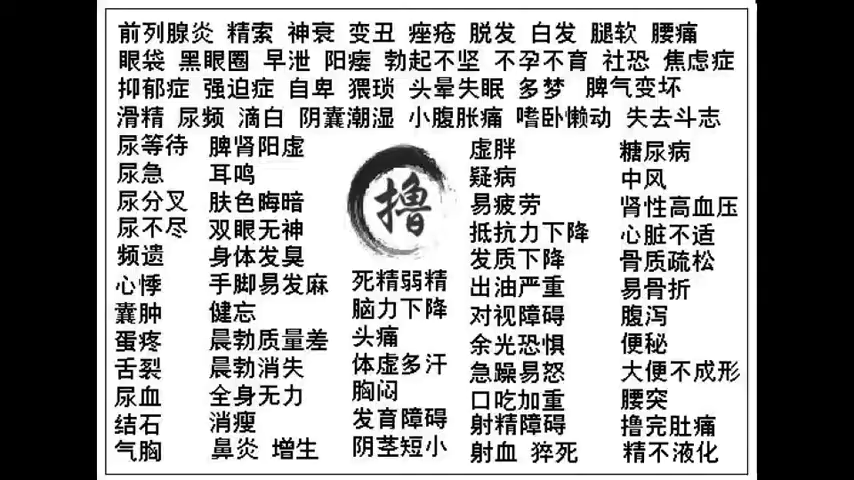 前列腺炎 精索 神衰 变丑 痤疮 脱发 白发 腿软 腰痛
眼袋 黑眼圈 早泄 阳痿 勃起不坚 不孕不育 社恐 焦虑症
抑郁症 强迫症 自卑 猥琐 头晕失眠 多梦 脾气变坏
滑精 尿频 滴白 阴囊潮湿 小腹胀痛 嗜卧懒动 失去斗志
尿等待
尿急
尿分叉
尿不尽
频遗
心悸
囊肿
蛋疼
舌裂
尿血
结石
气胸
脾肾阳虚
耳鸣
肤色晦暗
双眼无神
身体发臭
手脚易发麻
健忘
晨勃质量差
晨勃消失
全身无力
消瘦
鼻炎 增生
撸
死精弱精
脑力下降
头痛
体虚多汗
胸闷
发育障碍
阴茎短小
虚胖
疑病
易疲劳
抵抗力下降
发质下降
出油严重
对视障碍
余光恐惧
急躁易怒
口吃加重
射精障碍
射血 猝死
糖尿病
中风
肾性高血压
心脏不适
骨质疏松
易骨折
腹泻
便秘
大便不成形
腰突
撸完肚痛
精不液化